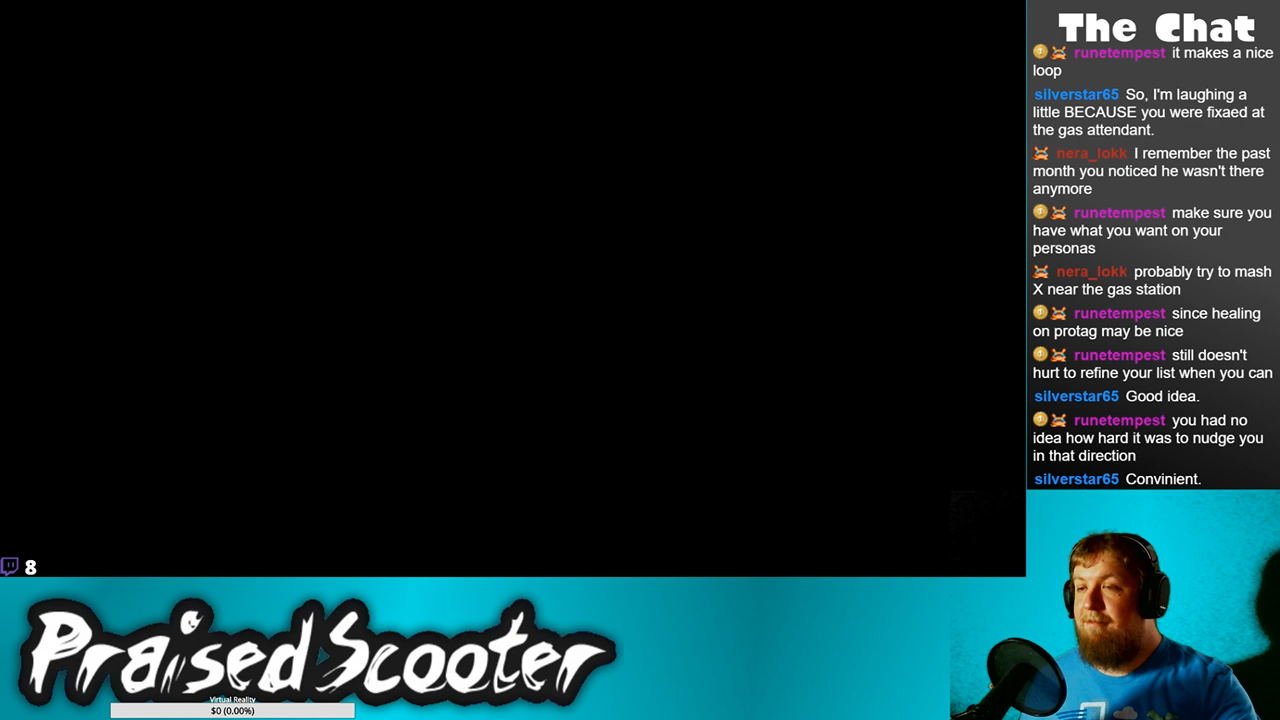 The Chat
runetempest it makes a nice
loop
silverstar65 So, I'm laughing a
little BECAUSE you were fixaed at
the gas attendant.
nera_lokk I remember the past
month you noticed he wasn't there
anymore
runetempest make sure you
have what you want on your
personas
nera_lokk probably try to mash
X near the gas station
runetempest since healing
on protag may be nice
runetempest still doesn't
hurt to refine your list when you can
silverstar65 Good idea.
runetempest you had no
idea how hard it was to nudge you
in that direction
silverstar65 Convinient.
8
PraisedScooter
Virtual Reality
$0 (0.00%)